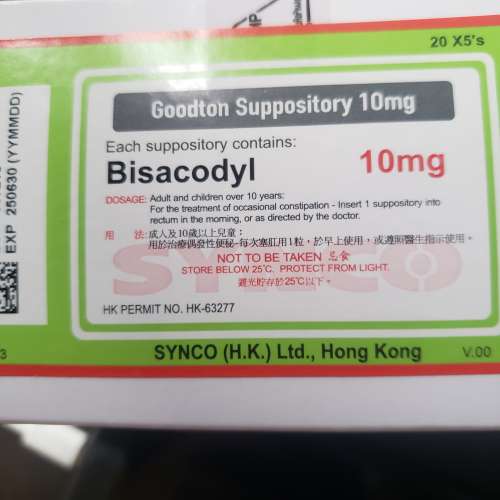 20 X5's
Goodton Suppository 10mg
Each suppository contains:
Bisacodyl 10mg
DOSAGE: Adult and children over 10 years:
For the treatment of occasional constipation - Insert 1 suppository into
rectum in the morning, or as directed by the doctor.
用 法:成人及10歲以上兒童:
用於治療偶發性便秘-每次塞肛用1粒,於早上使用,或遵照醫生指示使用。
NOT TO BE TAKEN 忌食
STORE BELOW 25℃. PROTECT FROM LIGHT.
避光貯存於25℃以下。
SYNCO
HK PERMIT NO. HK-63277
SYNCO (H.K.) Ltd., Hong Kong
V.00
EXP 250630 (YYMMDD)